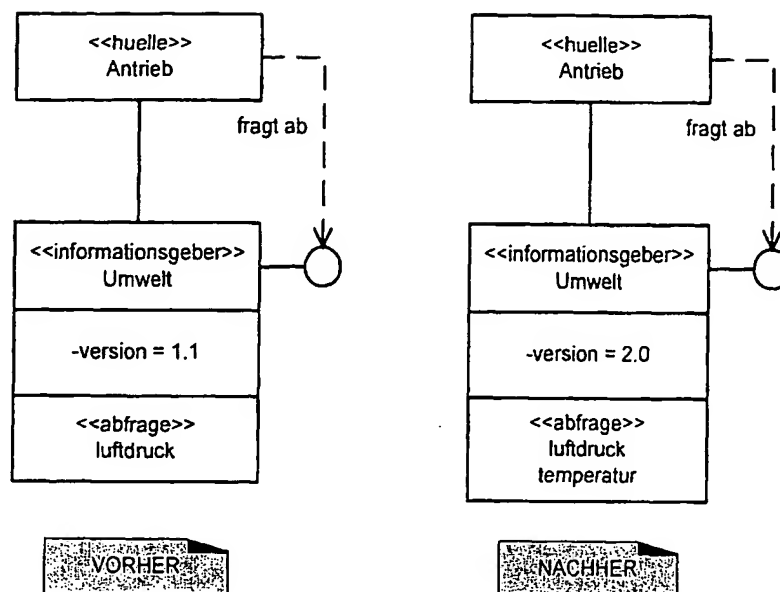 <<huelle>>
Antrieb
fragt ab
<<informationsgeber>>
Umwelt
-version = 1.1
<<abfrage>>
luftdruck
VORHER
<<huelle>>
Antrieb
fragt ab
<<informationsgeber>>
Umwelt
-version = 2.0
<<abfrage>>
luftdruck
temperatur
NACHHER